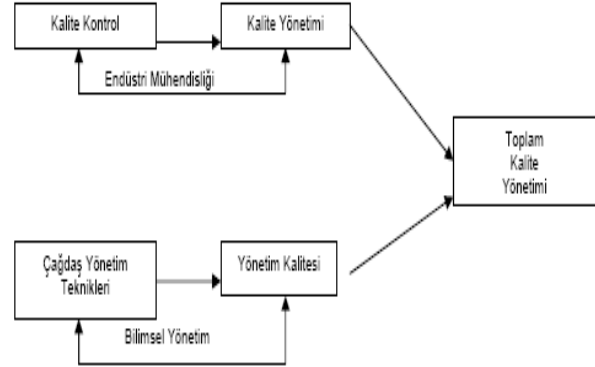 Kalite Kontrol
Kalite Yönetimi
Endüstri Mühendisliği
Toplam
Kalite
Yönetimi
Çağdaş Yönetim
Teknikleri
Yönetim Kalitesi
Bilimsel Yönetim